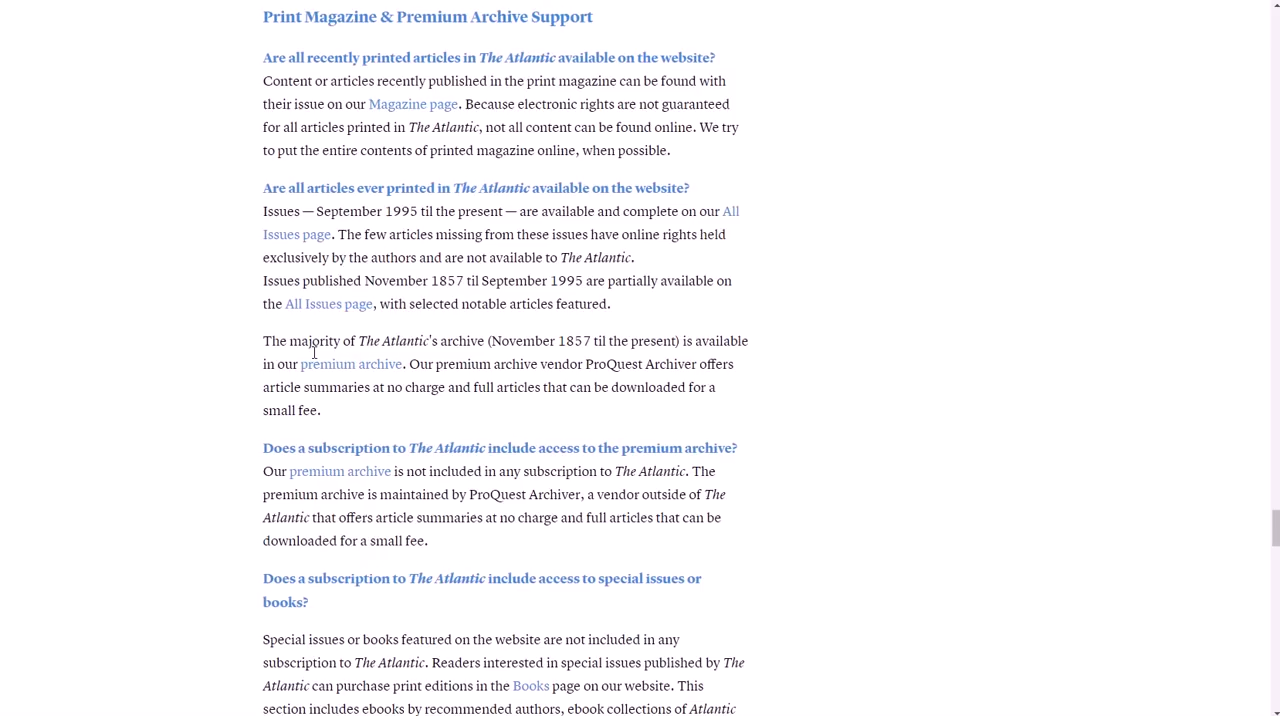 Print Magazine & Premium Archive Support
Are all recently printed articles in The Atlantic available on the website?
Content or articles recently published in the print magazine can be found with
their issue on our Magazine page. Because electronic rights are not guaranteed
for all articles printed in The Atlantic, not all content can be found online. We try
to put the entire contents of printed magazine online, when possible.
Are all articles ever printed in The Atlantic available on the website?
Issues — September 1995 til the present — are available and complete on our All
Issues page. The few articles missing from these issues have online rights held
exclusively by the authors and are not available to The Atlantic.
Issues published November 1857 til September 1995 are partially available on
the All Issues page, with selected notable articles featured.
The majority of The Atlantic's archive (November 1857 til the present) is available
in our premium archive. Our premium archive vendor ProQuest Archiver offers
article summaries at no charge and full articles that can be downloaded for a
small fee.
Does a subscription to The Atlantic include access to the premium archive?
Our premium archive is not included in any subscription to The Atlantic. The
premium archive is maintained by ProQuest Archiver, a vendor outside of The
Atlantic that offers article summaries at no charge and full articles that can be
downloaded for a small fee.
Does a subscription to The Atlantic include access to special issues or
books?
Special issues or books featured on the website are not included in any
subscription to The Atlantic. Readers interested in special issues published by The
Atlantic can purchase print editions in the Books page on our website. This
section includes ebooks by recommended authors, ebook collections of Atlantic